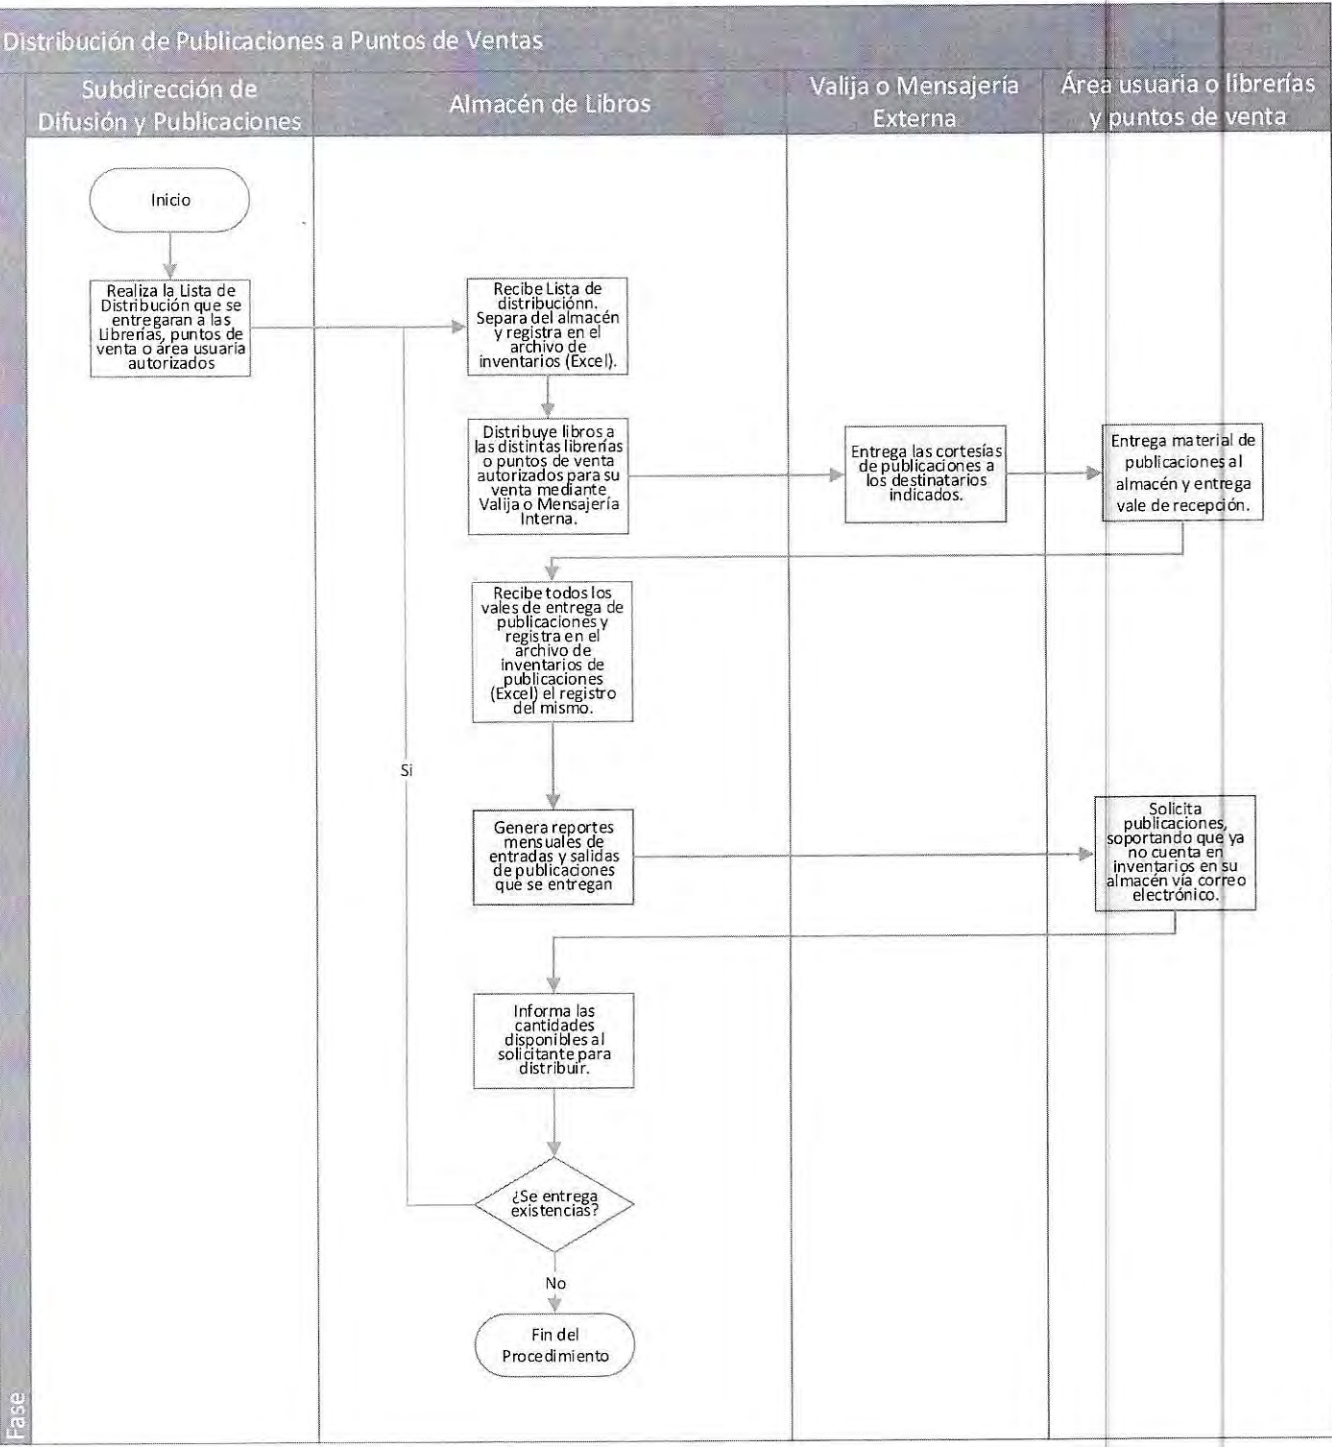 Distribución de Publicaciones a Puntos de Ventas
Subdirección de
Difusión y Publicaciones
Almacén de Libros
Valija o Mensajería
Externa
Área usuaria o librerías
y puntos de venta
Inicio
Realiza la Lista de
Distribución que se
entregaran a las
Librerías, puntos de
venta o área usuaria
autorizados
Recibe Lista de
distribuciónn.
Separa del almacén
y registra en el
archivo de
inventarios (Excel).
Distribuye libros a
las distintas librerías
o puntos de venta
autorizados para su
venta mediante
Valija o Mensajería
Interna.
Entrega las cortesías
de publicaciones a
los destinatarios
indicados.
Entrega material de
publicaciones al
almacén y entrega
vale de recepción.
Recibe todos los
vales de entrega de
publicaciones y
registra en el
archivo de
inventarios de
publicaciones
(Excel) el registro
del mismo.
Si
Genera reportes
mensuales de
entradas y salidas
de publicaciones
que se entregan
Solicita
publicaciones,
soportando que ya
no cuenta en
inventarios en su
almacén vía correo
electrónico.
Informa las
cantidades
disponibles al
solicitante para
distribuir.
¿Se entrega
existencias?
No
Fin del
Procedimiento
Fase